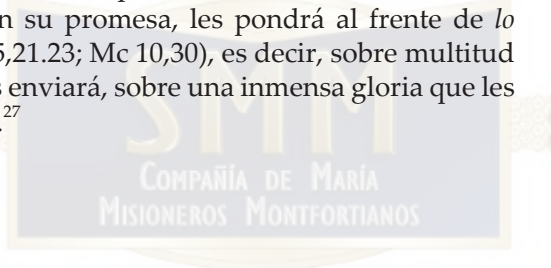 n su promesa, les pondrá al frente de lo
5,21.23; Mc 10,30), es decir, sobre multitud
s enviará, sobre una inmensa gloria que les
.27
SMM
COMPAÑÍA DE MARÍA
MISIONEROS MONTFORTIANOS